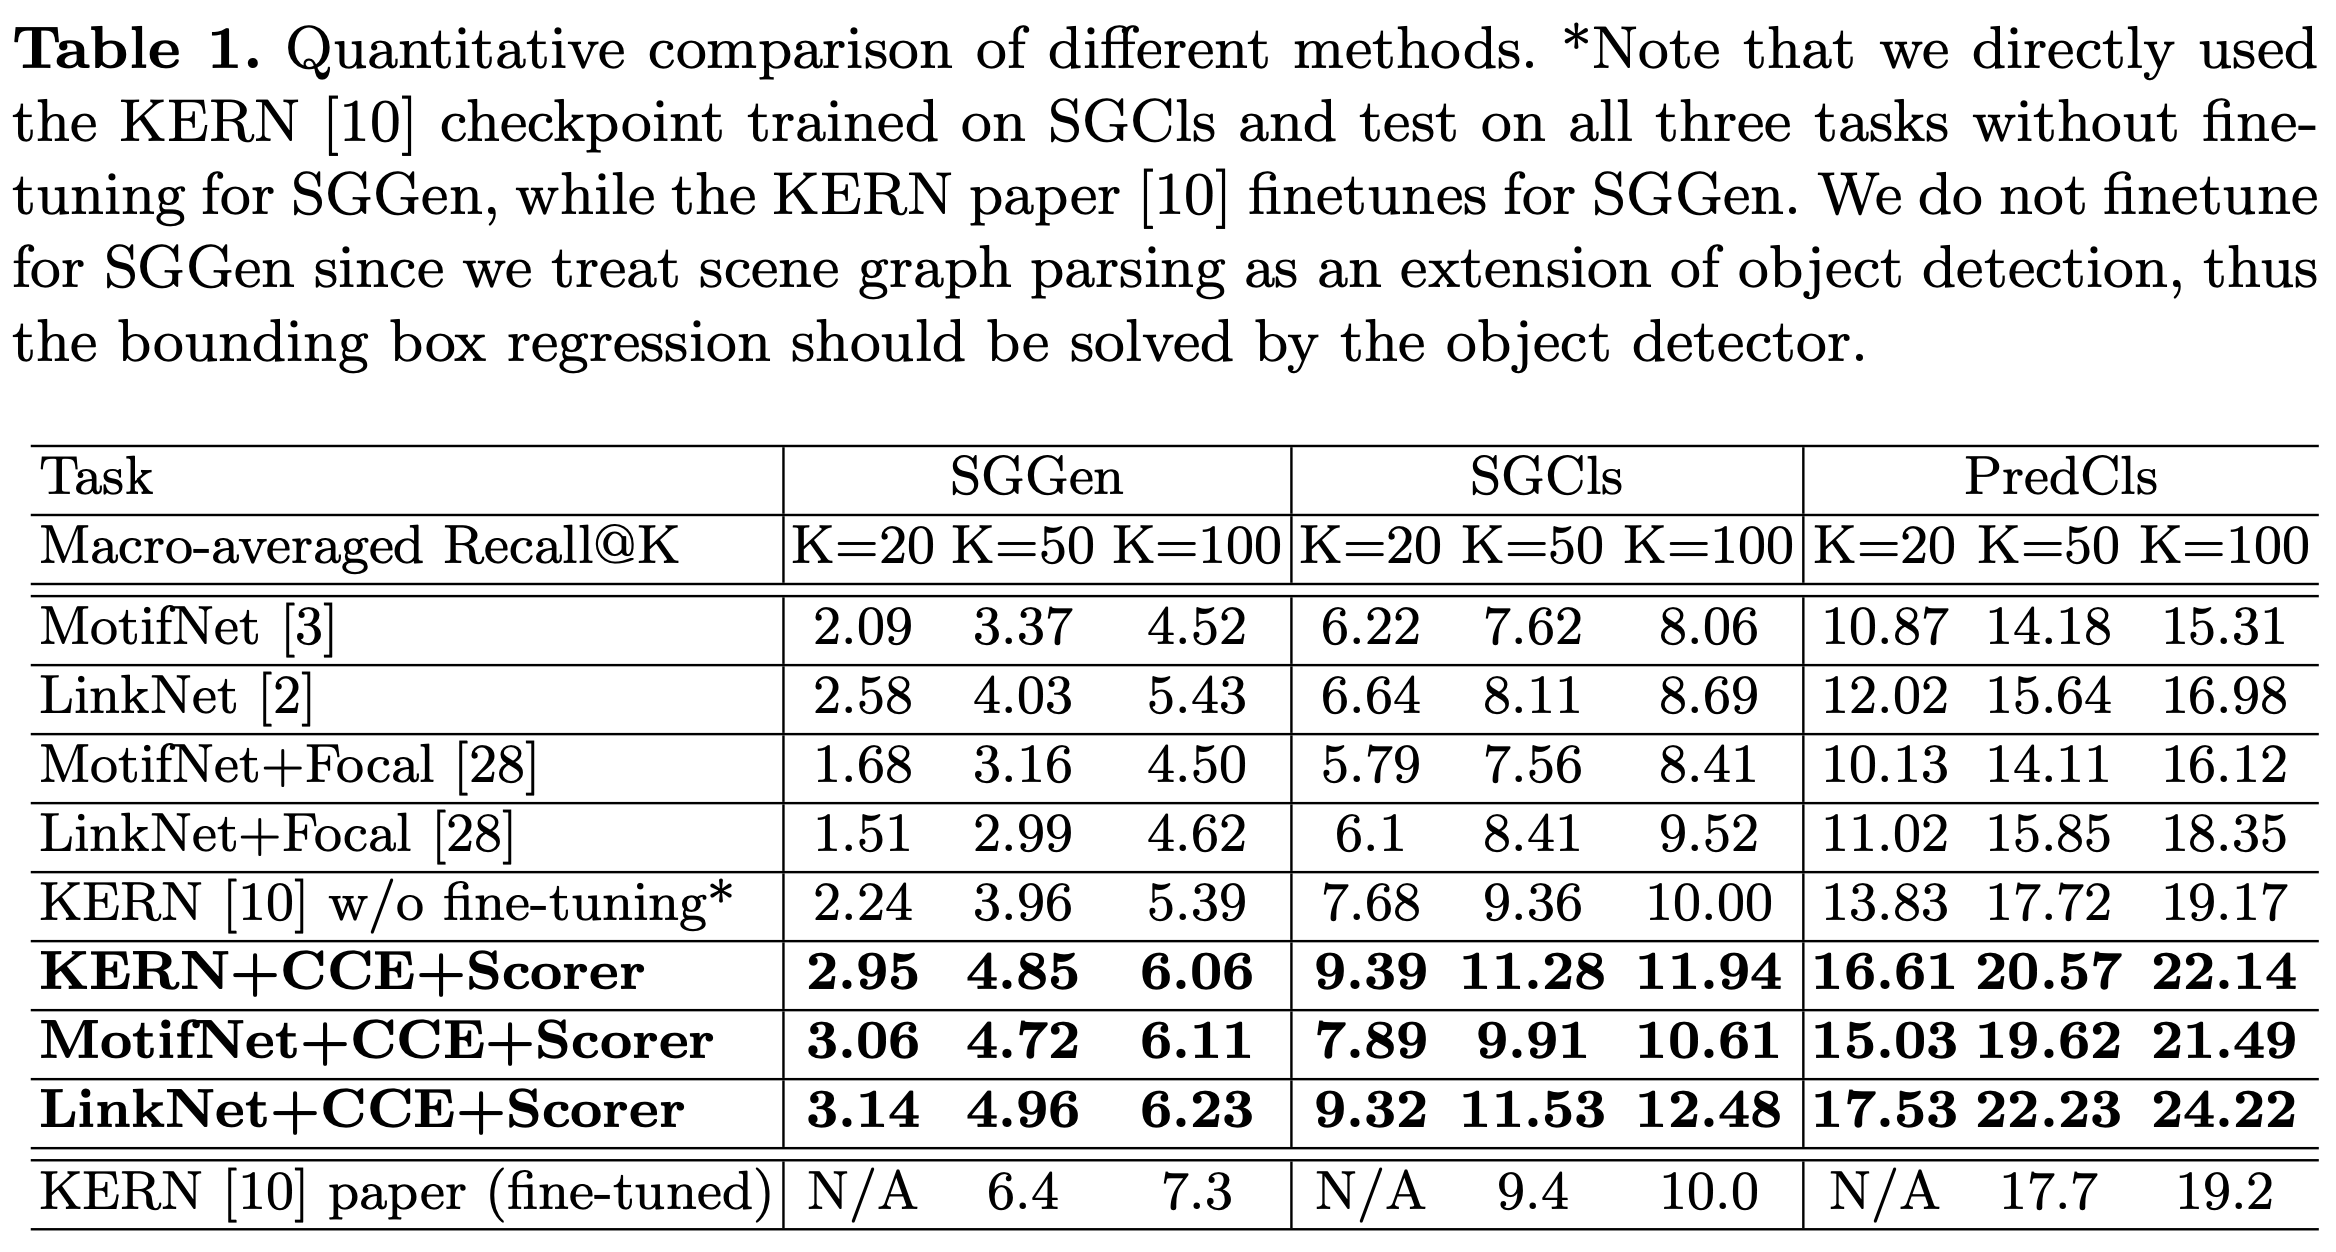 Table 1. Quantitative comparison of different methods. *Note that we directly used
the KERN [10] checkpoint trained on SGCls and test on all three tasks without fine-
tuning for SGGen, while the KERN paper [10] finetunes for SGGen. We do not finetune
for SGGen since we treat scene graph parsing as an extension of object detection, thus
the bounding box regression should be solved by the object detector.
Task SGGen SGCls PredCls
Macro-averaged Recall@K K=20 K=50 K=100 K=20 K=50 K=100 K=20 K=50 K=100
MotifNet [3] 2.09 3.37 4.52 6.22 7.62 8.06 10.87 14.18 15.31
LinkNet [2] 2.58 4.03 5.43 6.64 8.11 8.69 12.02 15.64 16.98
MotifNet+Focal [28] 1.68 3.16 4.50 5.79 7.56 8.41 10.13 14.11 16.12
LinkNet+Focal [28] 1.51 2.99 4.62 6.1 8.41 9.52 11.02 15.85 18.35
KERN [10] w/o fine-tuning* 2.24 3.96 5.39 7.68 9.36 10.00 13.83 17.72 19.17
KERN+CCE+Scorer 2.95 4.85 6.06 9.39 11.28 11.94 16.61 20.57 22.14
MotifNet+CCE+Scorer 3.06 4.72 6.11 7.89 9.91 10.61 15.03 19.62 21.49
LinkNet+CCE+Scorer 3.14 4.96 6.23 9.32 11.53 12.48 17.53 22.23 24.22
KERN [10] paper (fine-tuned) N/A 6.4 7.3 N/A 9.4 10.0 N/A 17.7 19.2